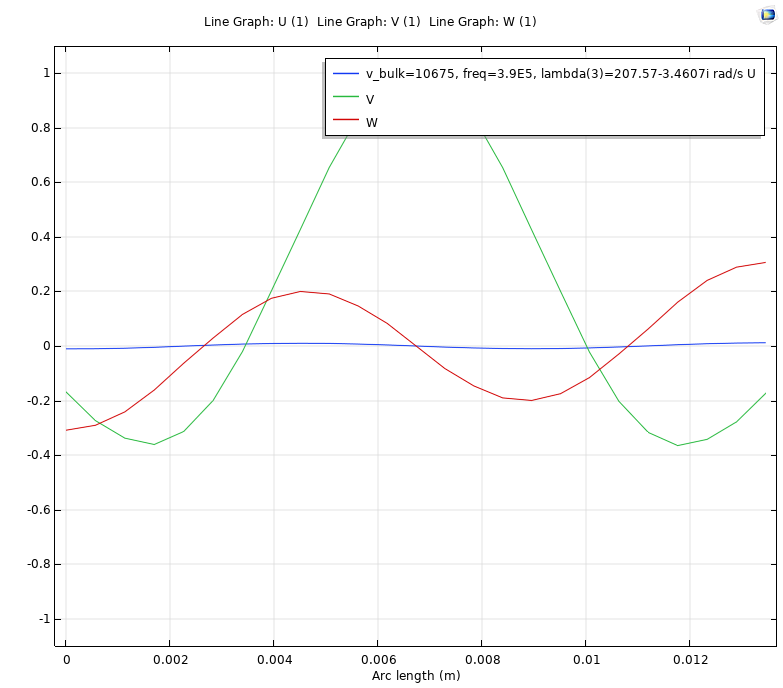 Line Graph: U (1) Line Graph: V (1) Line Graph: W (1)
v_bulk=10675, freq=3.9E5, lambda(3)=207.57-3.4607i rad/s U
V
W
1
0.8
0.6
0.4
0.2
0
-0.2
-0.4
-0.6
-0.8
-1
0 0.002 0.004 0.006 0.008 0.01 0.012
Arc length (m)